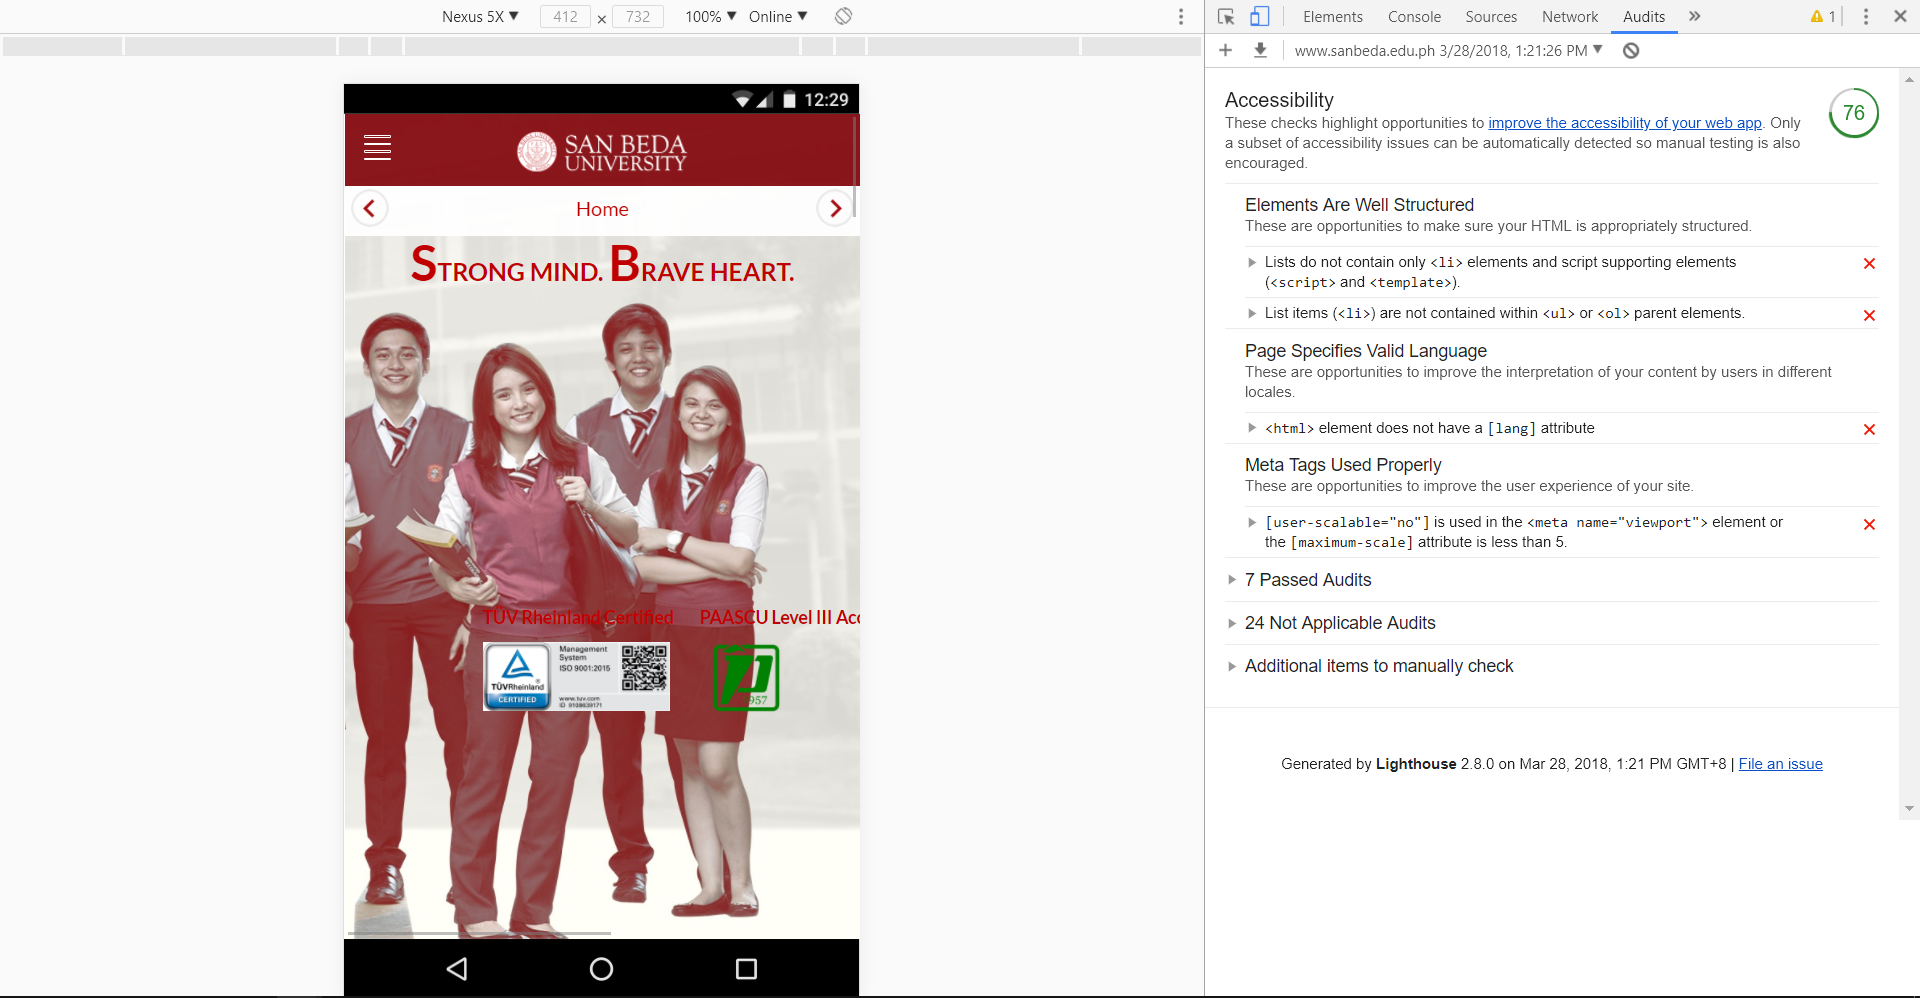 Nexus 5X ▼ 412 × 732 100% ▼ Online ▼
12:29
SAN BEDA
UNIVERSITY
Home
STRONG MIND. BRAVE HEART.
TÜV Rheinland Certified PAASCU Level III Acc
Management
System
ISO 9001:2015
TÜVRheinland
CERTIFIED
www.tuv.com
ID 9108639171
957
Elements Console Sources Network Audits » 1
www.sanbeda.edu.ph 3/28/2018, 1:21:26 PM ▼
Accessibility
76
These checks highlight opportunities to improve the accessibility of your web app. Only
a subset of accessibility issues can be automatically detected so manual testing is also
encouraged.
Elements Are Well Structured
These are opportunities to make sure your HTML is appropriately structured.
Lists do not contain only <li> elements and script supporting elements
(<script> and <template>).
List items (<li>) are not contained within <ul> or <ol> parent elements.
Page Specifies Valid Language
These are opportunities to improve the interpretation of your content by users in different
locales.
<html> element does not have a [lang] attribute
Meta Tags Used Properly
These are opportunities to improve the user experience of your site.
[user-scalable="no"] is used in the <meta name="viewport"> element or
the [maximum-scale] attribute is less than 5.
7 Passed Audits
24 Not Applicable Audits
Additional items to manually check
Generated by Lighthouse 2.8.0 on Mar 28, 2018, 1:21 PM GMT+8 | File an issue